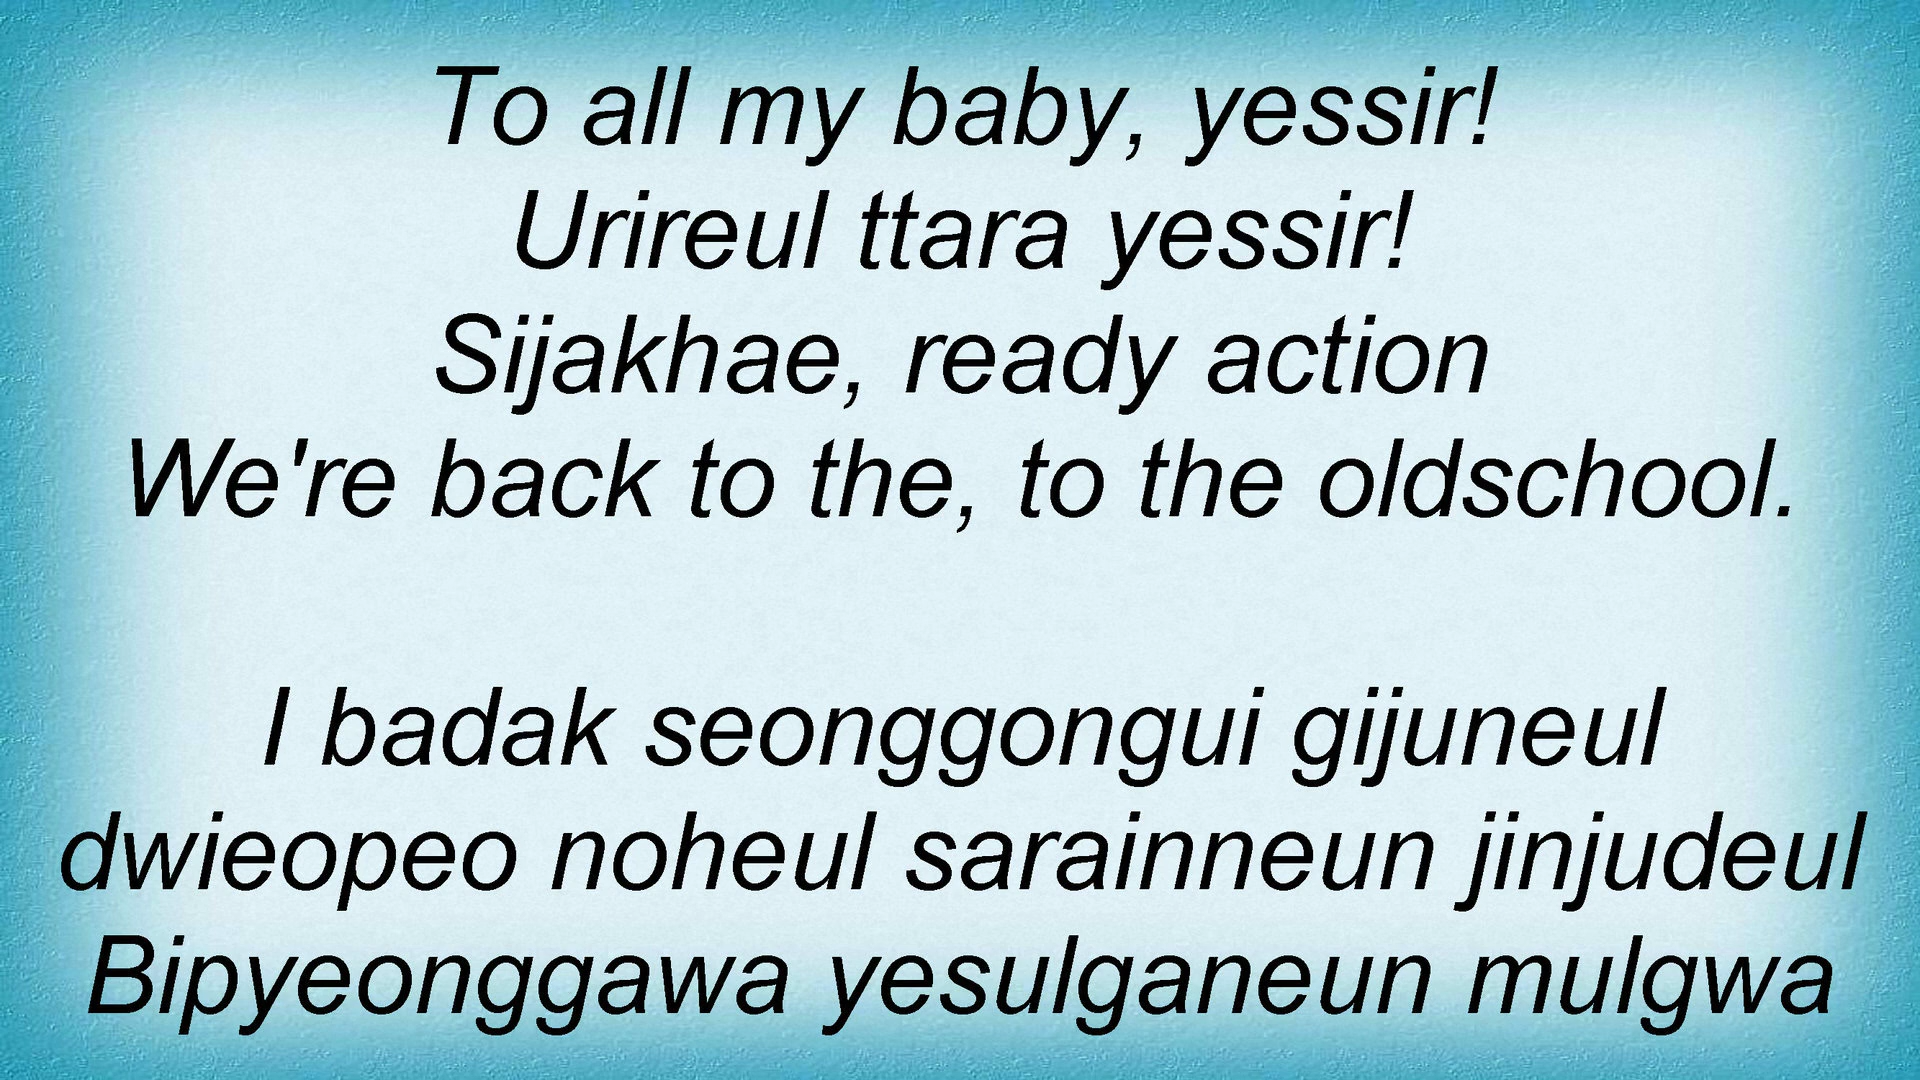 To all my baby, yessir!
Urireul ttara yessir!
Sijakhae, ready action
We're back to the, to the oldschool.
I badak seonggongui gijuneul
dwieopeo noheul sarainneun jinjudeul
Bipyeonggawa yesulganeun mulgwa